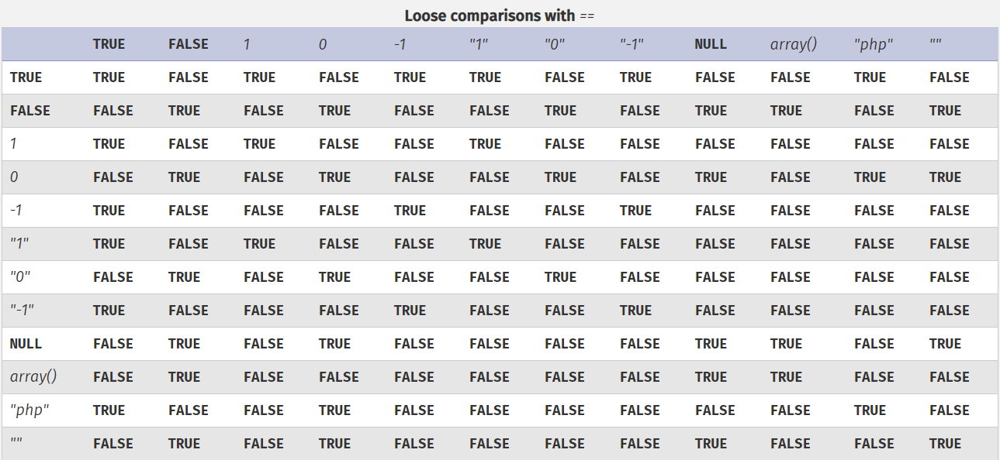 Loose comparisons with ==
TRUE FALSE 1 0 -1 "1" "0" "-1" NULL array() "php" ""
TRUE TRUE FALSE TRUE FALSE TRUE TRUE FALSE TRUE FALSE FALSE TRUE FALSE
FALSE FALSE TRUE FALSE TRUE FALSE FALSE TRUE FALSE TRUE TRUE FALSE TRUE
1 TRUE FALSE TRUE FALSE FALSE TRUE FALSE FALSE FALSE FALSE FALSE FALSE
0 FALSE TRUE FALSE TRUE FALSE FALSE TRUE FALSE TRUE FALSE TRUE TRUE
-1 TRUE FALSE FALSE FALSE TRUE FALSE FALSE TRUE FALSE FALSE FALSE FALSE
"1" TRUE FALSE TRUE FALSE FALSE TRUE FALSE FALSE FALSE FALSE FALSE FALSE
"0" FALSE TRUE FALSE TRUE FALSE FALSE TRUE FALSE FALSE FALSE FALSE FALSE
"-1" TRUE FALSE FALSE FALSE TRUE FALSE FALSE TRUE FALSE FALSE FALSE FALSE
NULL FALSE TRUE FALSE TRUE FALSE FALSE FALSE FALSE TRUE TRUE FALSE TRUE
array() FALSE TRUE FALSE FALSE FALSE FALSE FALSE FALSE TRUE TRUE FALSE FALSE
"php" TRUE FALSE FALSE TRUE FALSE FALSE FALSE FALSE FALSE FALSE TRUE FALSE
"" FALSE TRUE FALSE TRUE FALSE FALSE FALSE FALSE TRUE FALSE FALSE TRUE